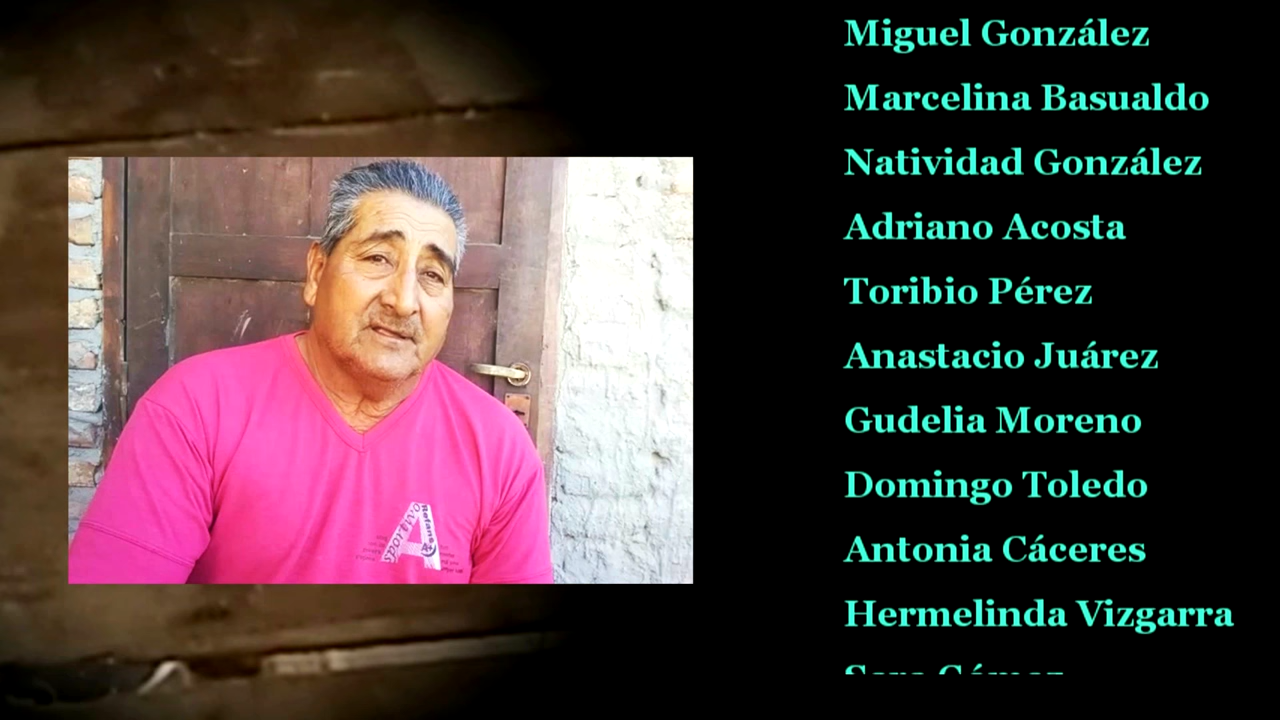 Miguel González
Marcelina Basualdo
Natividad González
Adriano Acosta
Toribio Pérez
Anastacio Juárez
Gudelia Moreno
Domingo Toledo
Antonia Cáceres
Hermelinda Vizgarra
A